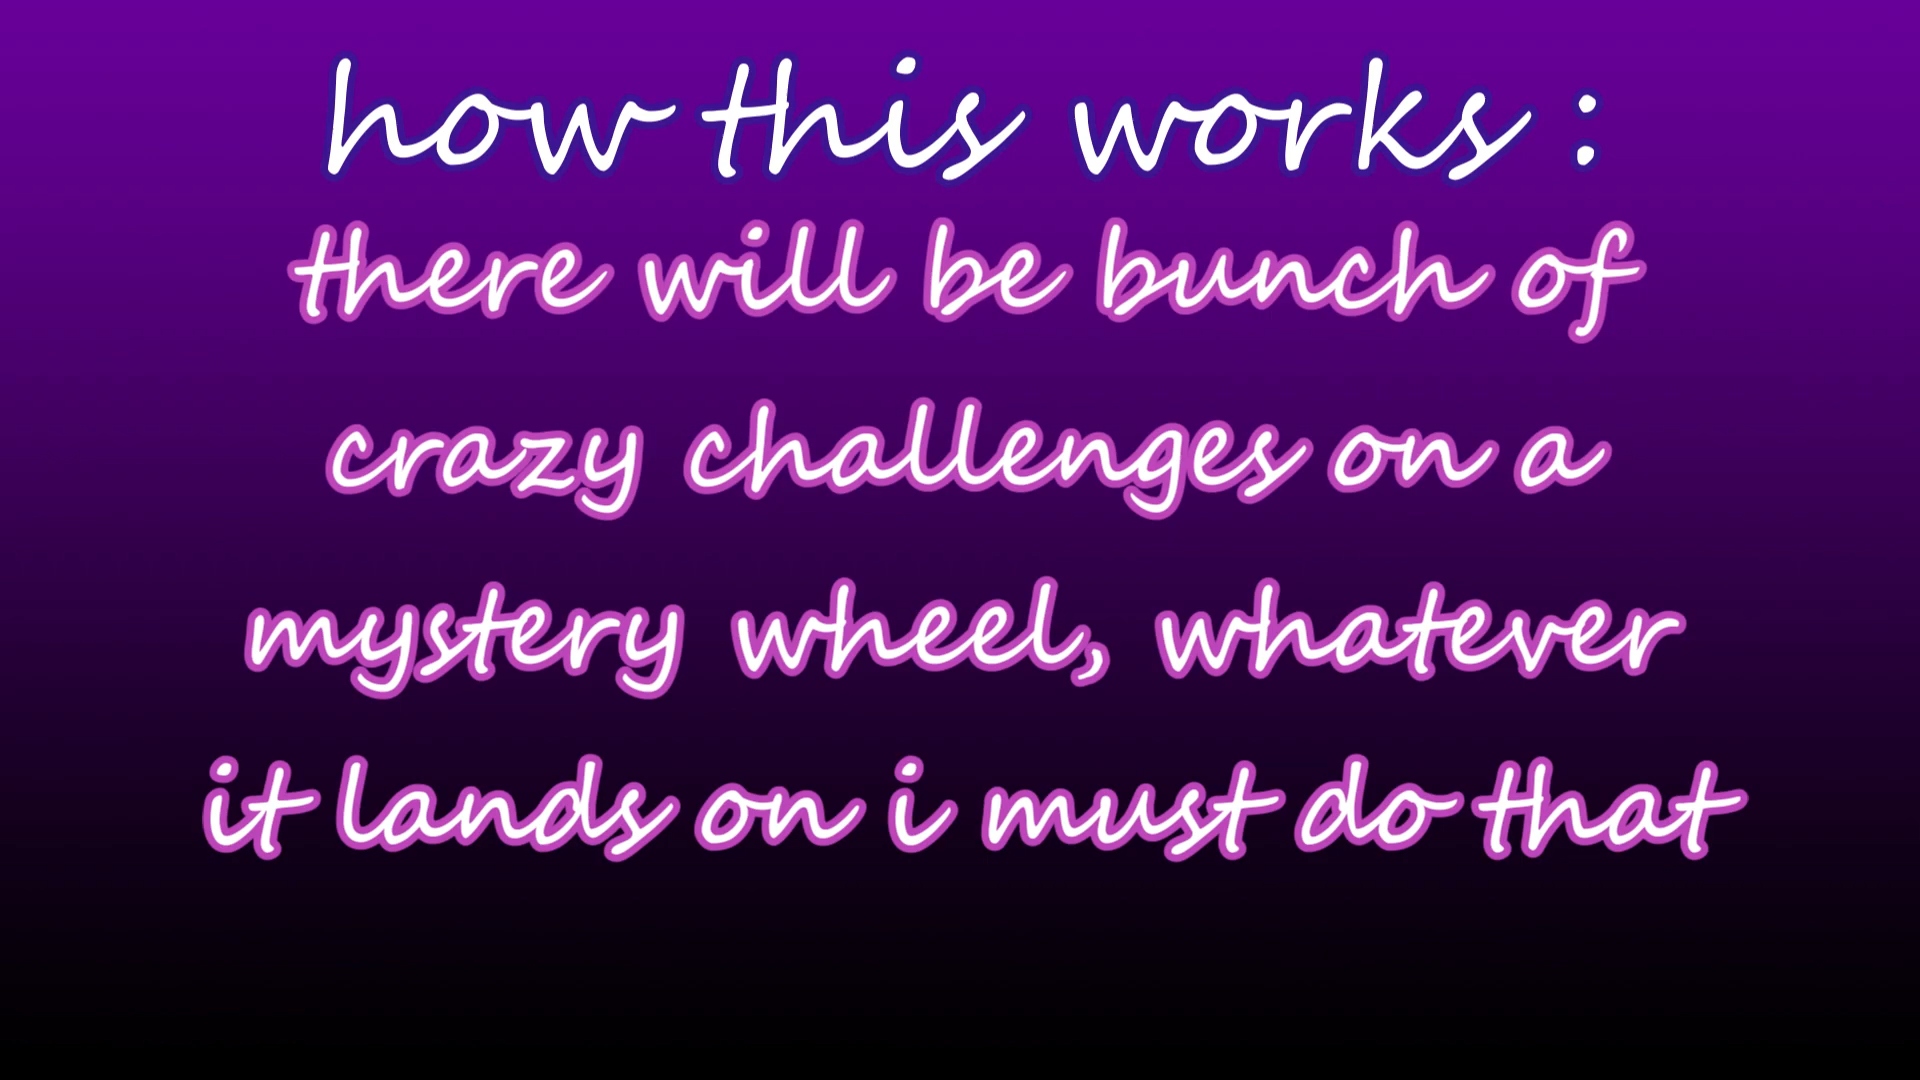 how this works :
there will be bunch of
crazy challenges on a
mystery wheel, whatever
it lands on i must do that